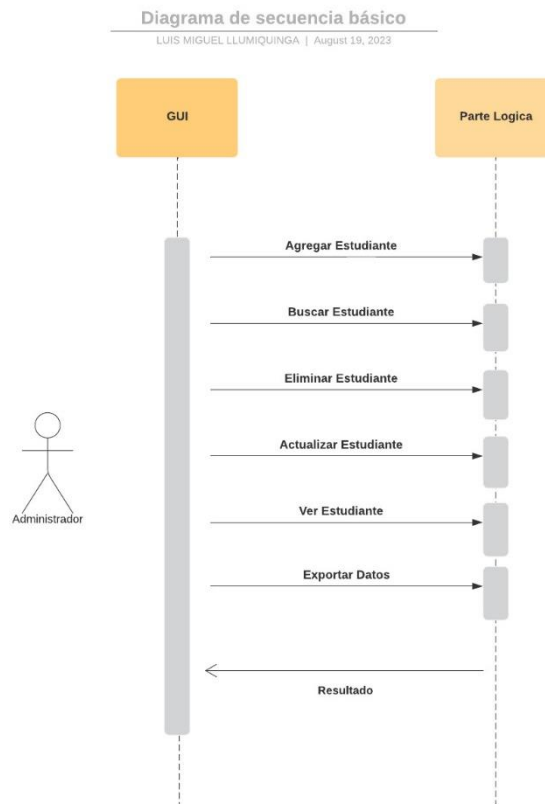 Diagrama de secuencia básico
LUIS MIGUEL LLUMIQUINGA | August 19, 2023
GUI
Parte Logica
Agregar Estudiante
Buscar Estudiante
Eliminar Estudiante
Actualizar Estudiante
Administrador
Ver Estudiante
Exportar Datos
Resultado